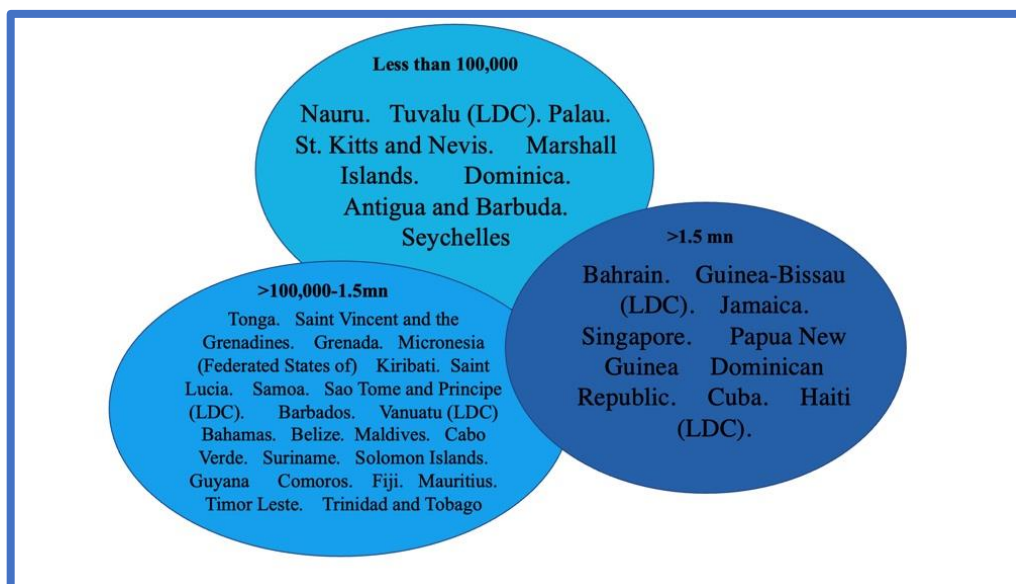 Less than 100,000
Nauru. Tuvalu (LDC). Palau.
St. Kitts and Nevis. Marshall
Islands. Dominica.
Antigua and Barbuda.
Seychelles
>100,000-1.5mn
Tonga. Saint Vincent and the
Grenadines. Grenada. Micronesia
(Federated States of) Kiribati. Saint
Lucia. Samoa. Sao Tome and Principe
(LDC). Barbados. Vanuatu (LDC)
Bahamas. Belize. Maldives. Cabo
Verde. Suriname. Solomon Islands.
Guyana Comoros. Fiji. Mauritius.
Timor Leste. Trinidad and Tobago
>1.5 mn
Bahrain. Guinea-Bissau
(LDC). Jamaica.
Singapore. Papua New
Guinea Dominican
Republic. Cuba. Haiti
(LDC).